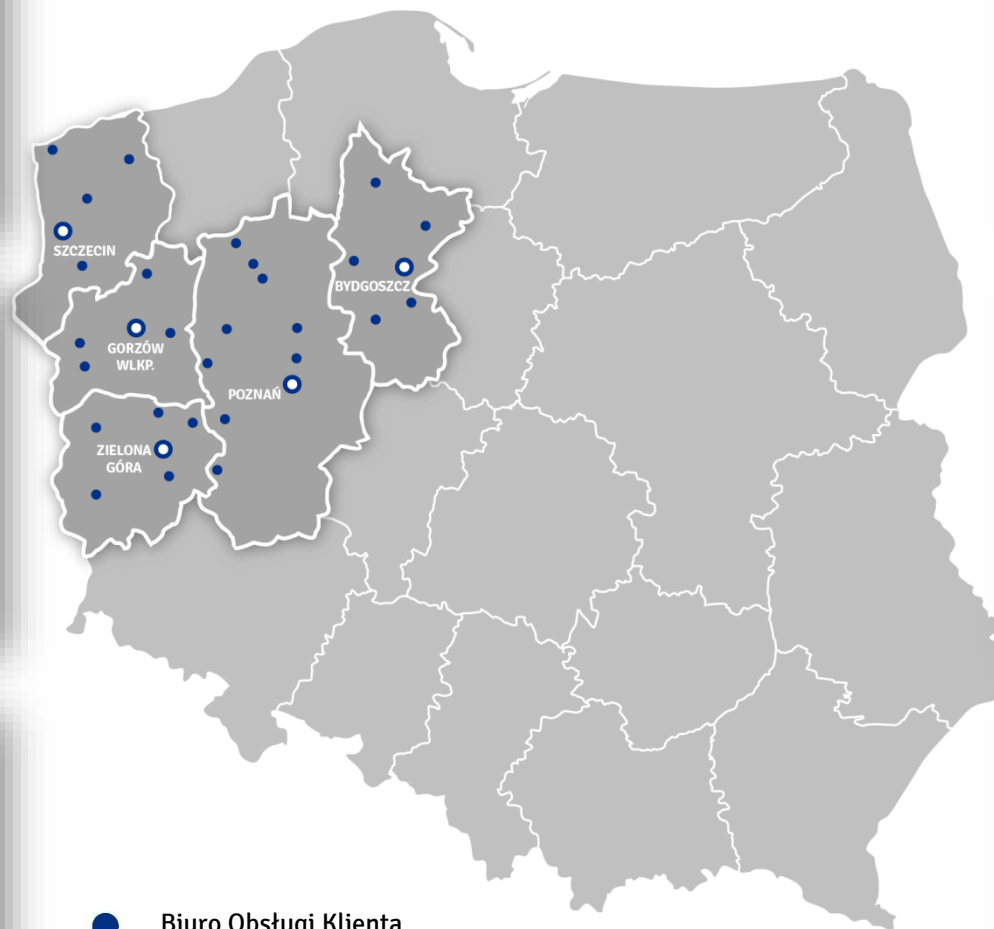 SZCZECIN
BYDGOSZCZ
GORZÓW
WLKP.
POZNAŃ
ZIELONA
GÓRA
Biuro Obsługi Klienta